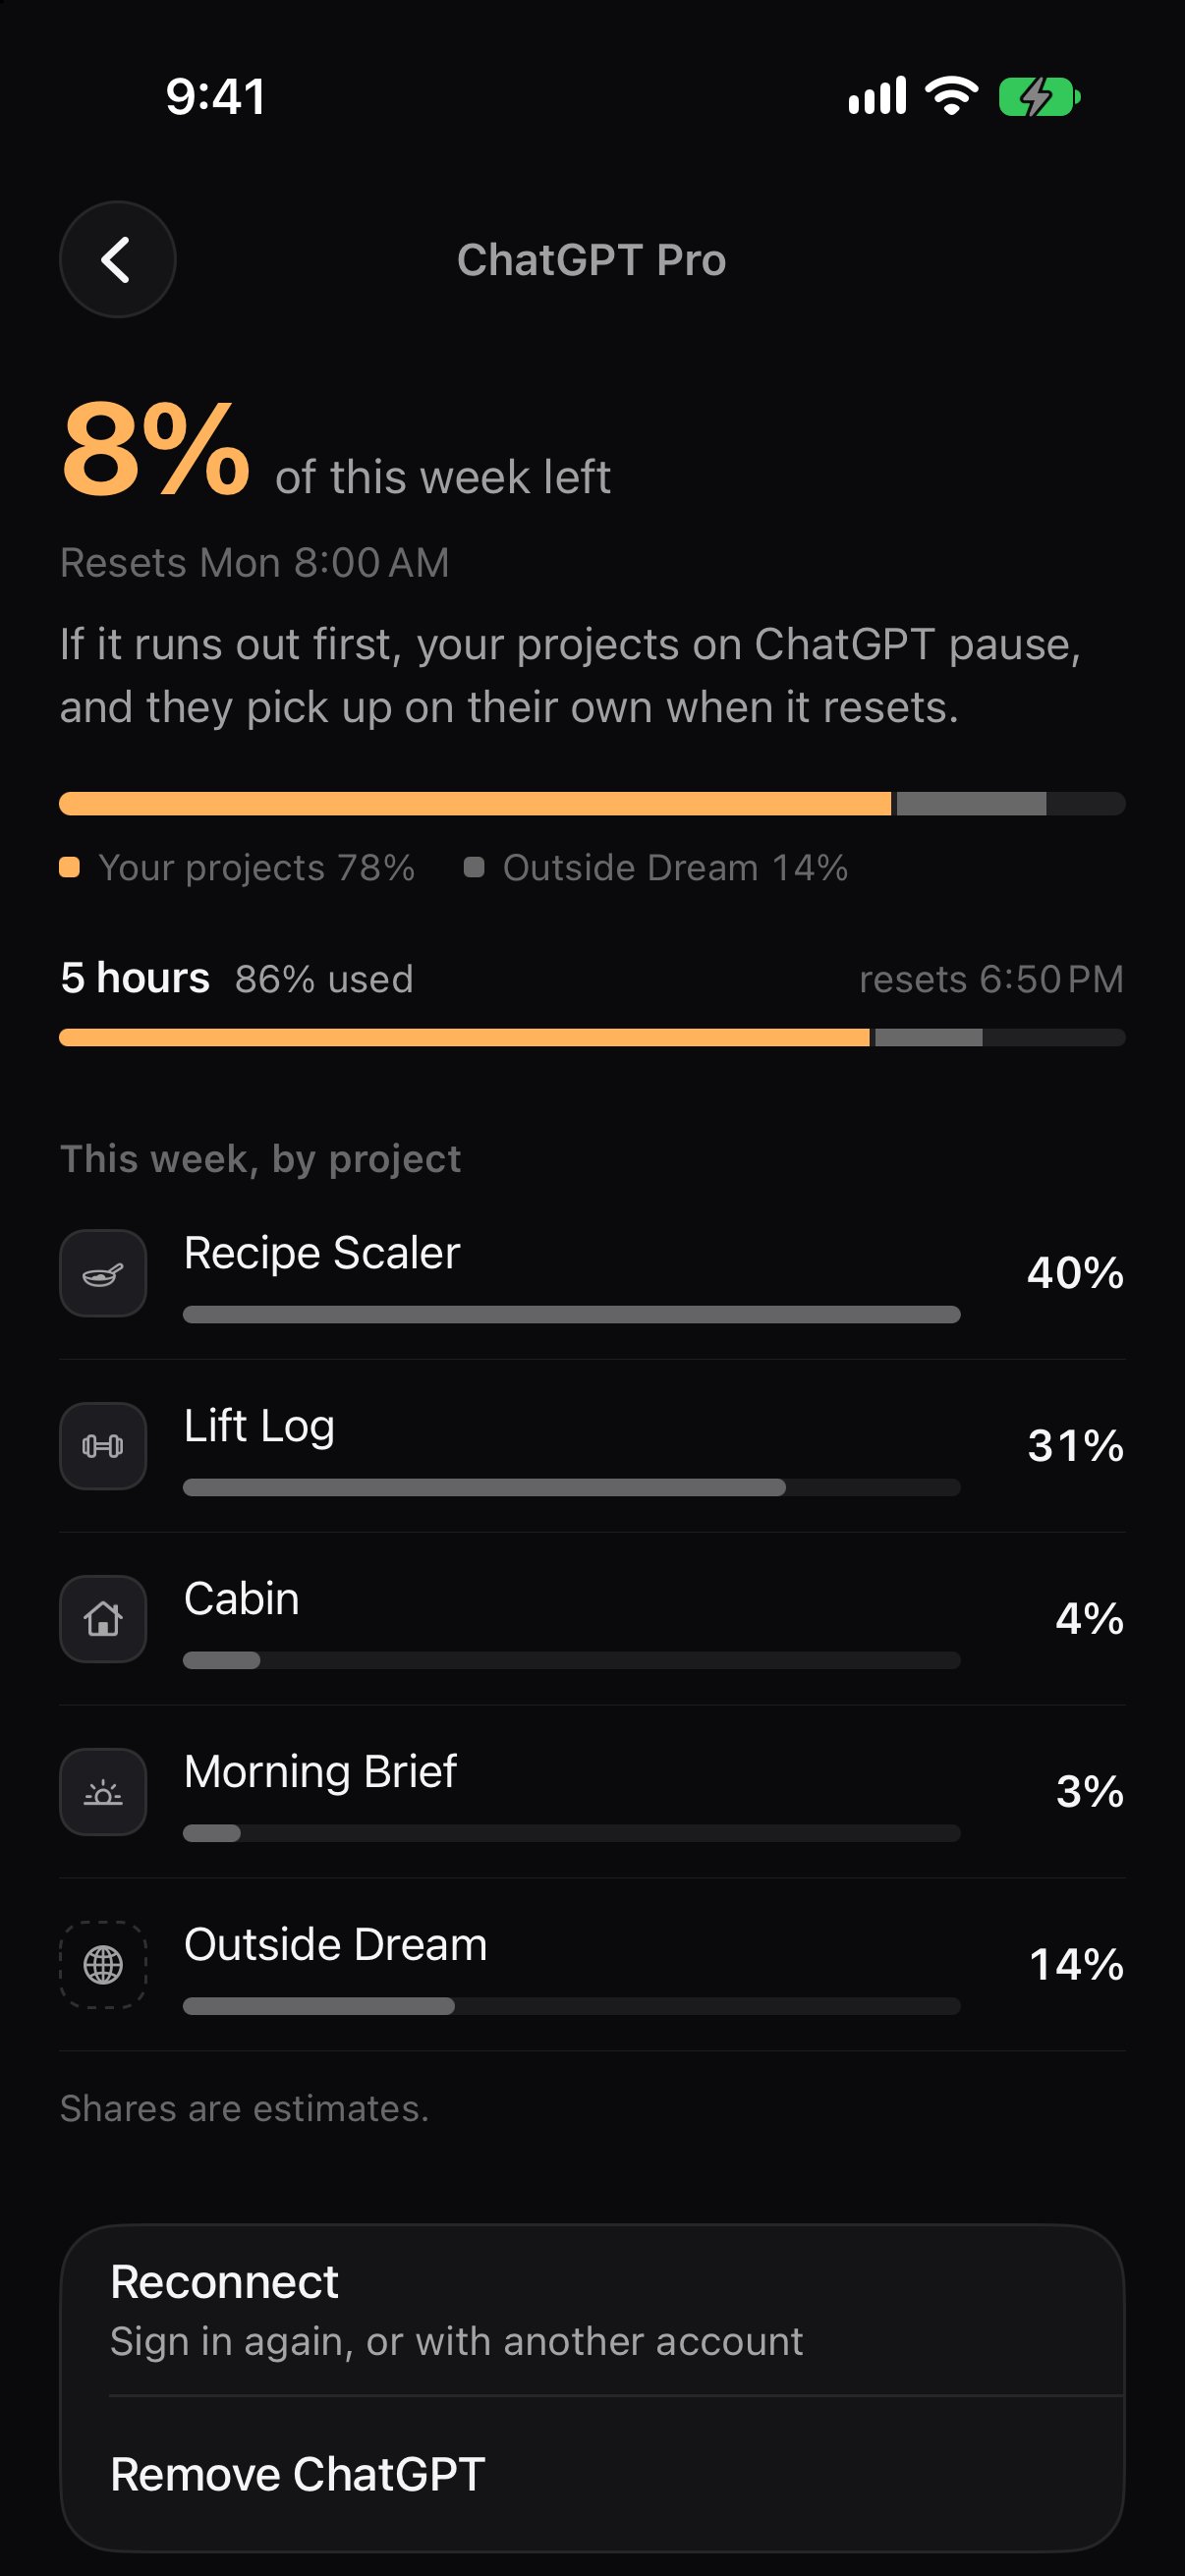 9:41
ChatGPT Pro
8% of this week left
Resets Mon 8:00 AM
If it runs out first, your projects on ChatGPT pause,
and they pick up on their own when it resets.
Your projects 78% Outside Dream 14%
5 hours 86% used resets 6:50 PM
This week, by project
Recipe Scaler 40%
Lift Log 31%
Cabin 4%
Morning Brief 3%
Outside Dream 14%
Shares are estimates.
Reconnect
Sign in again, or with another account
Remove ChatGPT